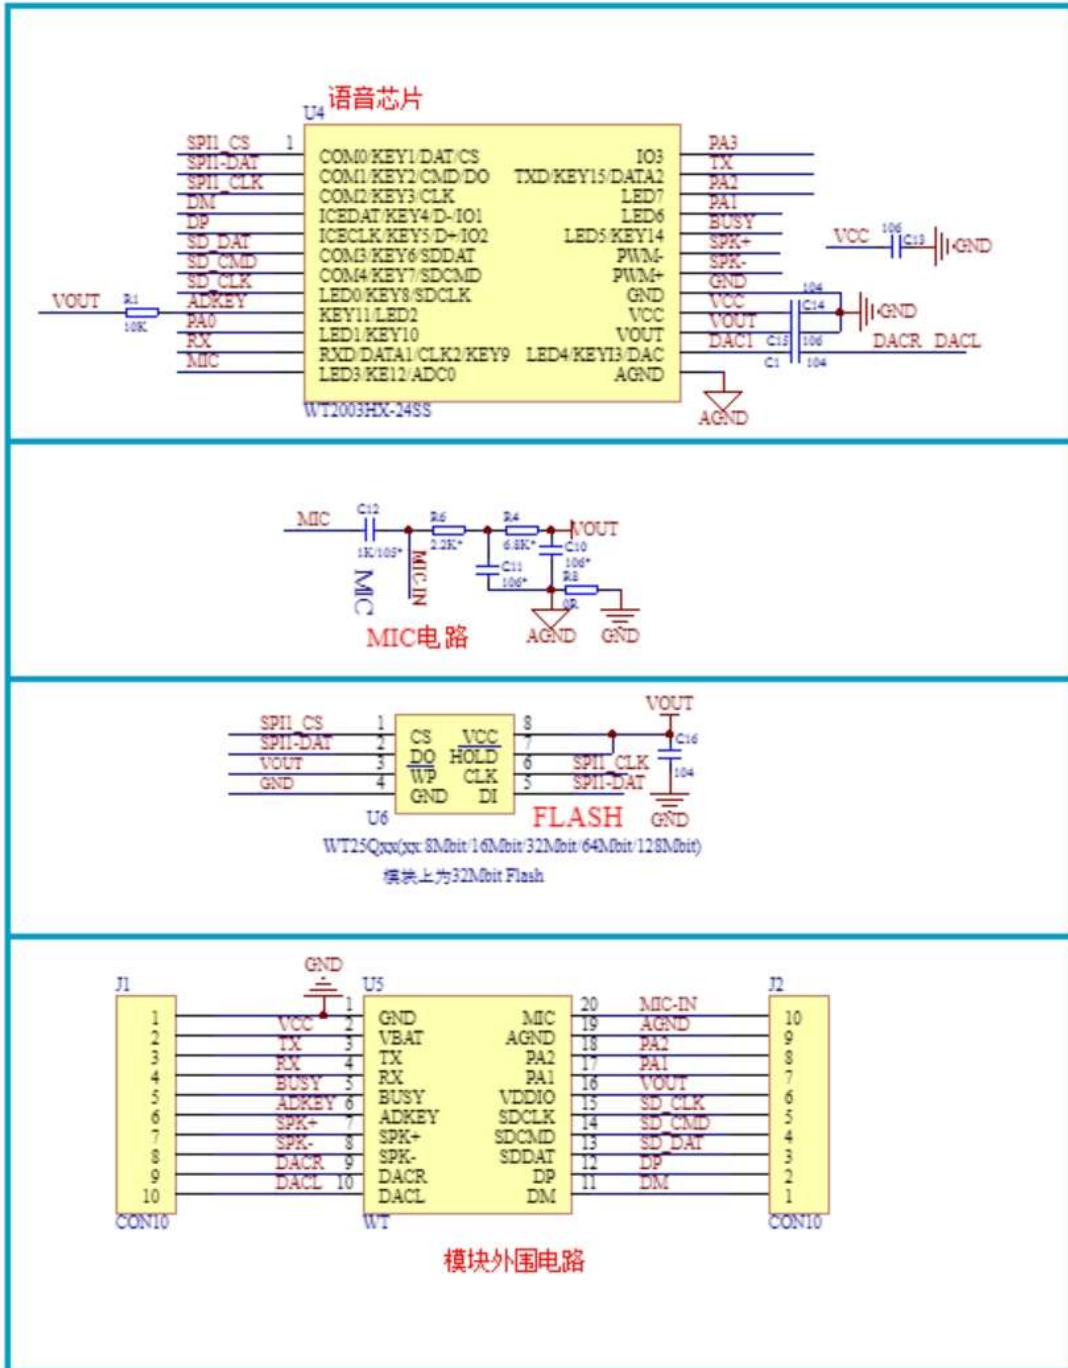 语音芯片
U4
SPI1_CS 1 COM0/KEY1/DAT/CS IO3 PA3
SPI1-DAT COM1/KEY2/CMD/DO TXD/KEY15/DATA2 TX
SPI1_CLK COM2/KEY3/CLK LED7 PA2
DM ICEDAT/KEY4/D-/IO1 LED6 PA1
DP ICECLK/KEY5/D+/IO2 LED5/KEY14 BUSY
SD_DAT COM3/KEY6/SDDAT PWM- SPK+
VCC 106 C13 GND
SD_CMD COM4/KEY7/SDCMD PWM+ SPK-
SD_CLK LED0/KEY8/SDCLK GND GND 104
VOUT R1 10K ADKEY KEY11/LED2 VCC VCC C14 GND
PA0 LED1/KEY10 VOUT VOUT C15 106
RX RXD/DATA1/CLK2/KEY9 LED4/KEYI3/DAC DAC1 C1 104 DACR DACL
MIC LED3/KE12/ADC0 AGND
WT2003HX-24SS AGND
MIC C12 R6 R4 VOUT
1K/105* 2.2K* 6.8K* C10
106*
C11
106*
R8
0R
MIC MIC-IN
AGND GND
MIC电路
VOUT
SPI1_CS 1 CS VCC 8
SPI1-DAT 2 DO HOLD 7 C16
VOUT 3 WP CLK 6 SPI1_CLK 104
GND 4 GND DI 5 SPI1-DAT
U6 FLASH GND
WT25Qxx(xx:8Mbit/16Mbit/32Mbit/64Mbit/128Mbit)
模块上为32Mbit Flash
GND
J1 U5 J2
1 1 GND MIC 20 MIC-IN 10
2 VCC 2 VBAT AGND 19 AGND 9
3 TX 3 TX PA2 18 PA2 8
4 RX 4 RX PA1 17 PA1 7
5 BUSY 5 BUSY VDDIO 16 VOUT 6
6 ADKEY 6 ADKEY SDCLK 15 SD_CLK 5
7 SPK+ 7 SPK+ SDCMD 14 SD_CMD 4
8 SPK- 8 SPK- SDDAT 13 SD_DAT 3
9 DACR 9 DACR DP 12 DP 2
10 DACL 10 DACL DM 11 DM 1
CON10 WT CON10
模块外围电路